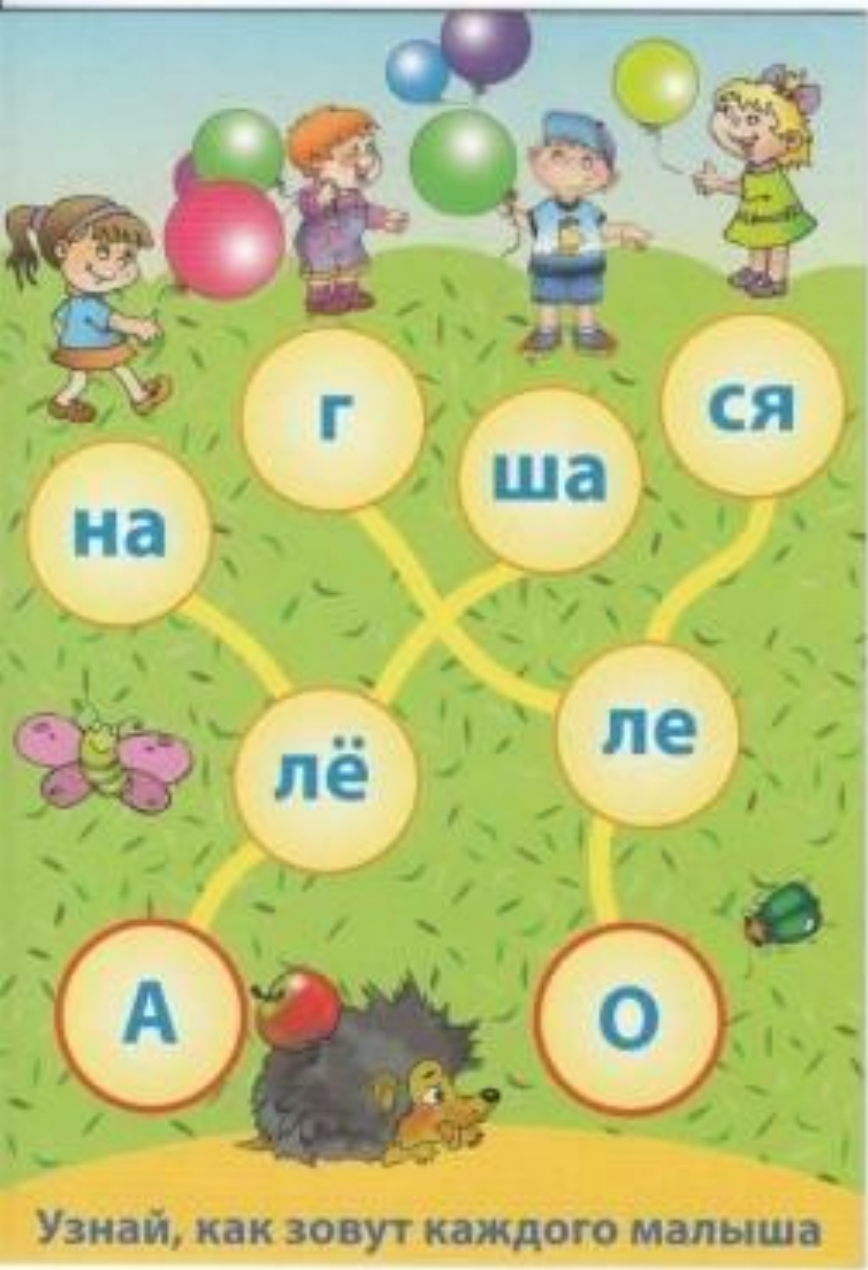 г
ся
ша
на
ле
лё
А
О
Узнай, как зовут каждого малыша